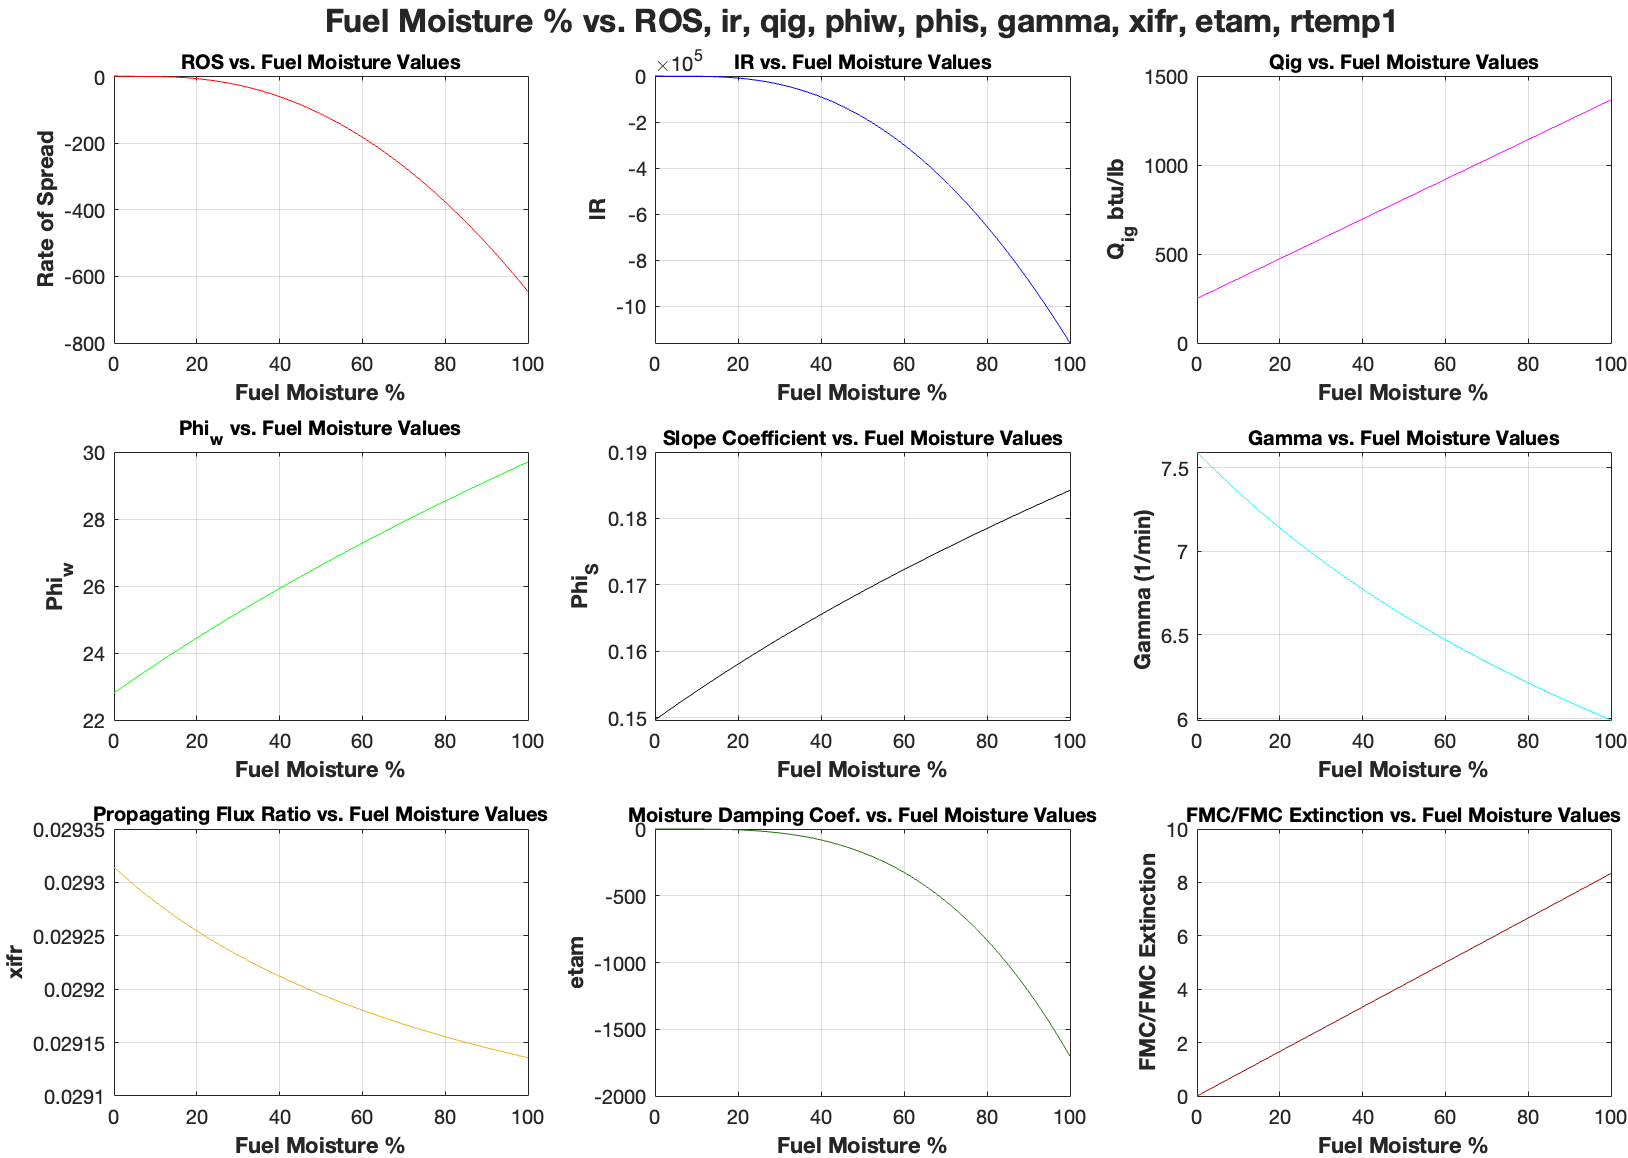 Fuel Moisture % vs. ROS, ir, qig, phiw, phis, gamma, xifr, etam, rtemp1
ROS vs. Fuel Moisture Values
Rate of Spread
0
-200
-400
-600
-800
0 20 40 60 80 100
Fuel Moisture %
×10^5
IR vs. Fuel Moisture Values
IR
0
-2
-4
-6
-8
-10
0 20 40 60 80 100
Fuel Moisture %
Qig vs. Fuel Moisture Values
Q_ig btu/lb
1500
1000
500
0
0 20 40 60 80 100
Fuel Moisture %
Phi_w vs. Fuel Moisture Values
Phi_w
30
28
26
24
22
0 20 40 60 80 100
Fuel Moisture %
Slope Coefficient vs. Fuel Moisture Values
Phi_S
0.19
0.18
0.17
0.16
0.15
0 20 40 60 80 100
Fuel Moisture %
Gamma vs. Fuel Moisture Values
Gamma (1/min)
7.5
7
6.5
6
0 20 40 60 80 100
Fuel Moisture %
Propagating Flux Ratio vs. Fuel Moisture Values
xifr
0.02935
0.0293
0.02925
0.0292
0.02915
0.0291
0 20 40 60 80 100
Fuel Moisture %
Moisture Damping Coef. vs. Fuel Moisture Values
etam
0
-500
-1000
-1500
-2000
0 20 40 60 80 100
Fuel Moisture %
FMC/FMC Extinction vs. Fuel Moisture Values
FMC/FMC Extinction
10
8
6
4
2
0
0 20 40 60 80 100
Fuel Moisture %